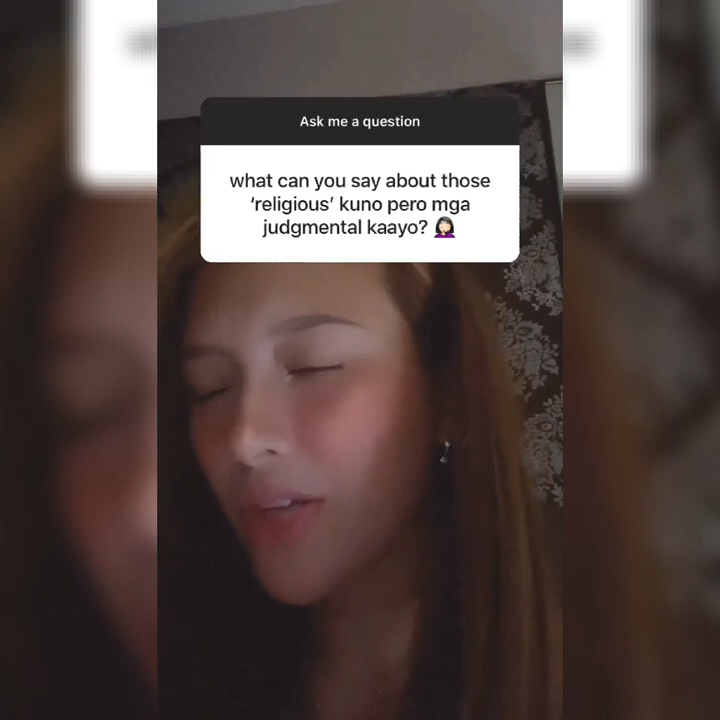 Ask me a question
what can you say about those
‘religious’ kuno pero mga
judgmental kaayo? 🤦🏻‍♀️